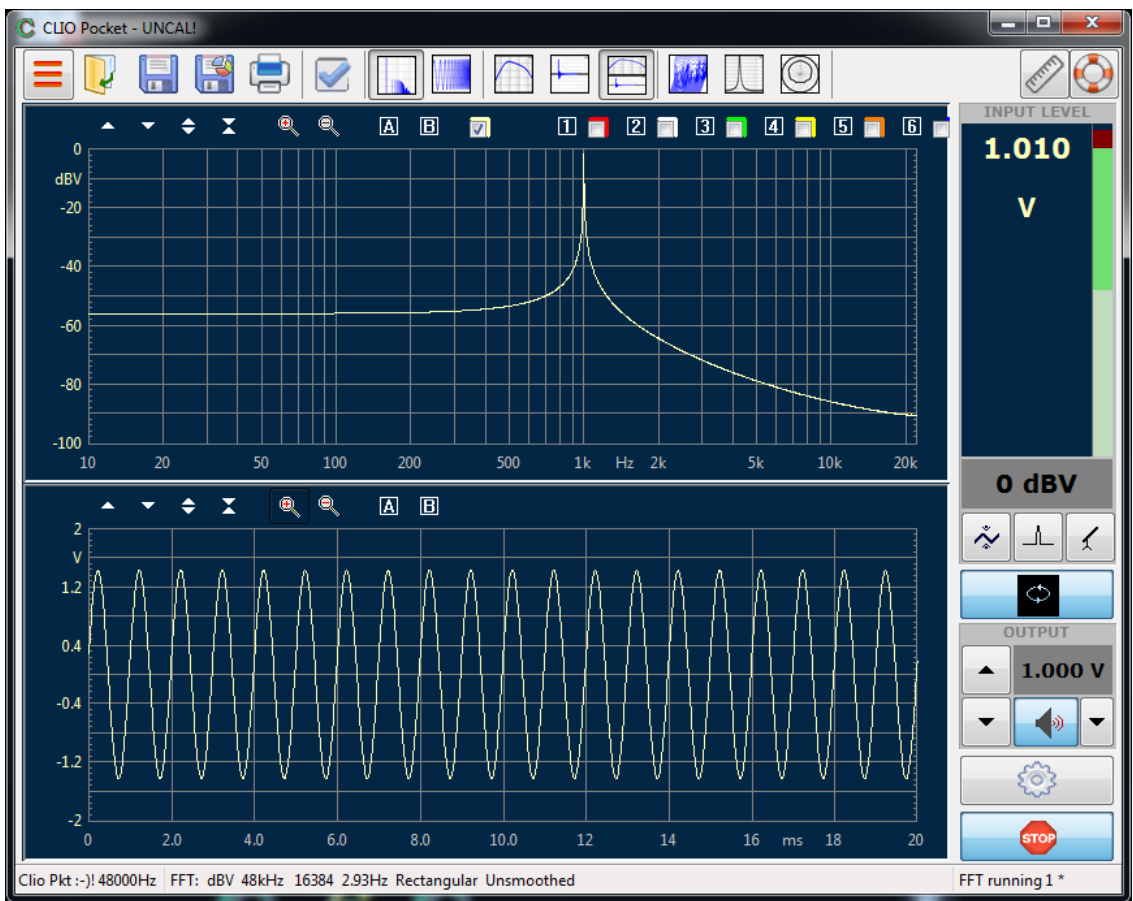 CLIO Pocket - UNCAL!
A B 1 2 3 4 5 6
INPUT LEVEL
1.010
V
0
dBV
-20
-40
-60
-80
-100
10 20 50 100 200 500 1k Hz 2k 5k 10k 20k
0 dBV
A B
2
V
1.2
0.4
-0.4
-1.2
-2
0 2.0 4.0 6.0 8.0 10.0 12 14 16 ms 18 20
OUTPUT
1.000 V
STOP
Clio Pkt :-)! 48000Hz FFT: dBV 48kHz 16384 2.93Hz Rectangular Unsmoothed FFT running 1 *